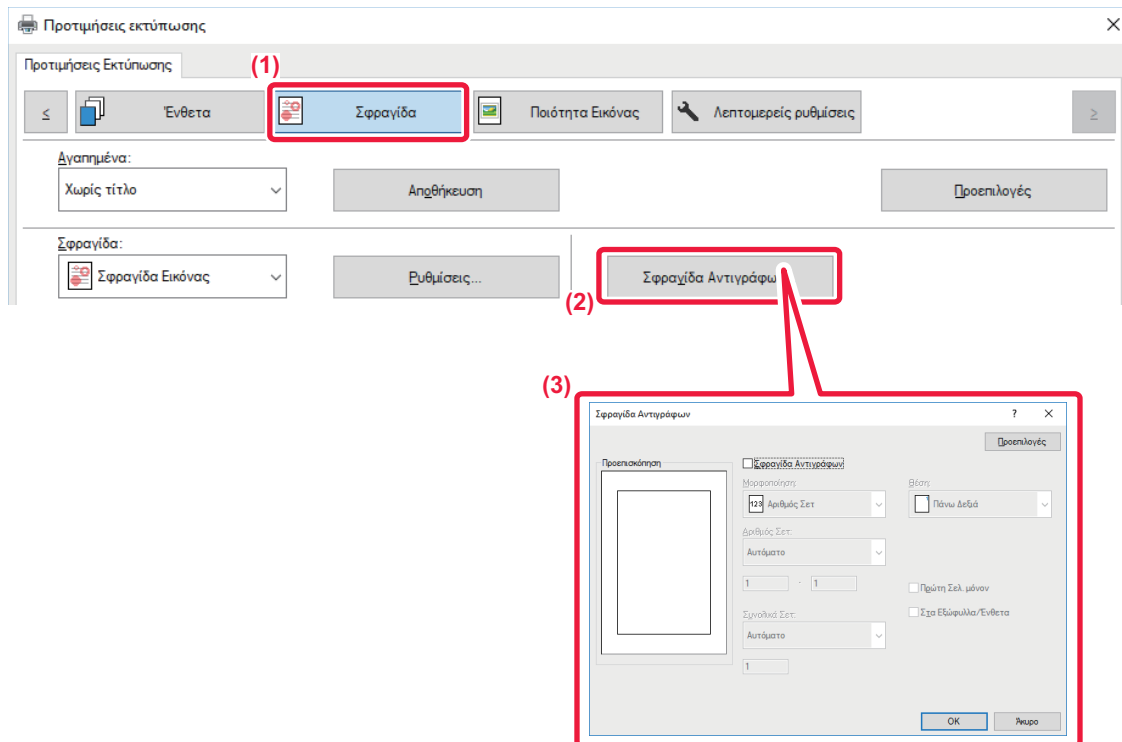 Προτιμήσεις εκτύπωσης
Προτιμήσεις Εκτύπωσης
(1)
≤ Ένθετα Σφραγίδα Ποιότητα Εικόνας Λεπτομερείς ρυθμίσεις ≥
Αγαπημένα:
Χωρίς τίτλο Αποθήκευση Προεπιλογές
Σφραγίδα:
Σφραγίδα Εικόνας Ρυθμίσεις... Σφραγίδα Αντιγράφω
(2)
(3)
Σφραγίδα Αντιγράφων ?
Προεπιλογές
Προεπισκόπηση Σφραγίδα Αντιγράφων
Μορφοποίηση: Θέση:
123 Αριθμός Σετ 1 Πάνω Δεξιά
Αριθμός Σετ:
Αυτόματο
1 - 1 Πρώτη Σελ. μόνον
Συνολικά Σετ: Στα Εξώφυλλα/Ένθετα
Αυτόματο
1
OK Άκυρο